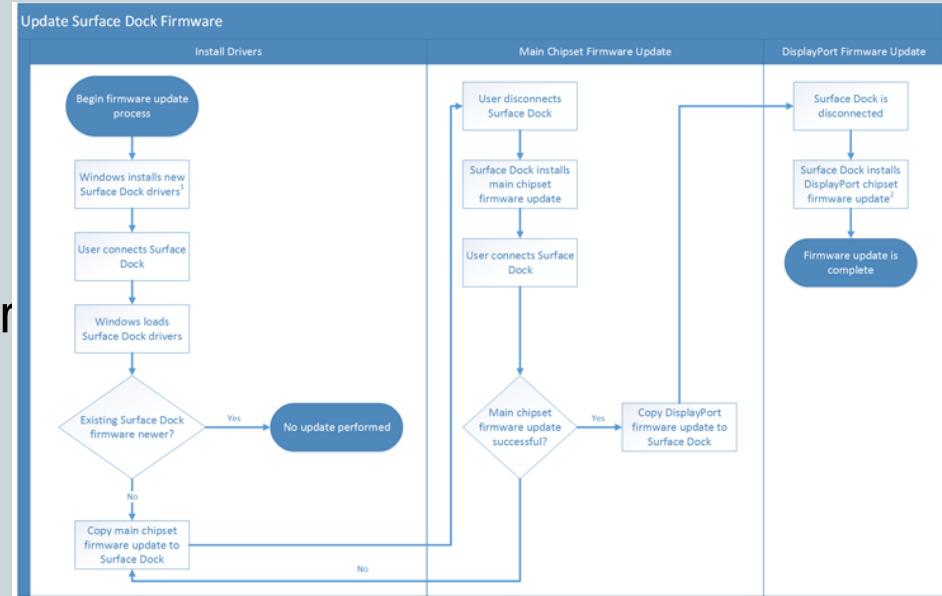 Update Surface Dock Firmware
Install Drivers
Main Chipset Firmware Update
DisplayPort Firmware Update
Begin firmware update
process
Windows installs new
Surface Dock drivers1
User connects Surface
Dock
Windows loads
Surface Dock drivers
Existing Surface Dock
firmware newer?
Yes
No update performed
No
Copy main chipset
firmware update to
Surface Dock
User disconnects
Surface Dock
Surface Dock installs
main chipset
firmware update
User connects Surface
Dock
Main chipset
firmware update
successful?
Yes
Copy DisplayPort
firmware update to
Surface Dock
No
Surface Dock is
disconnected
Surface Dock installs
DisplayPort chipset
firmware update2
Firmware update is
complete